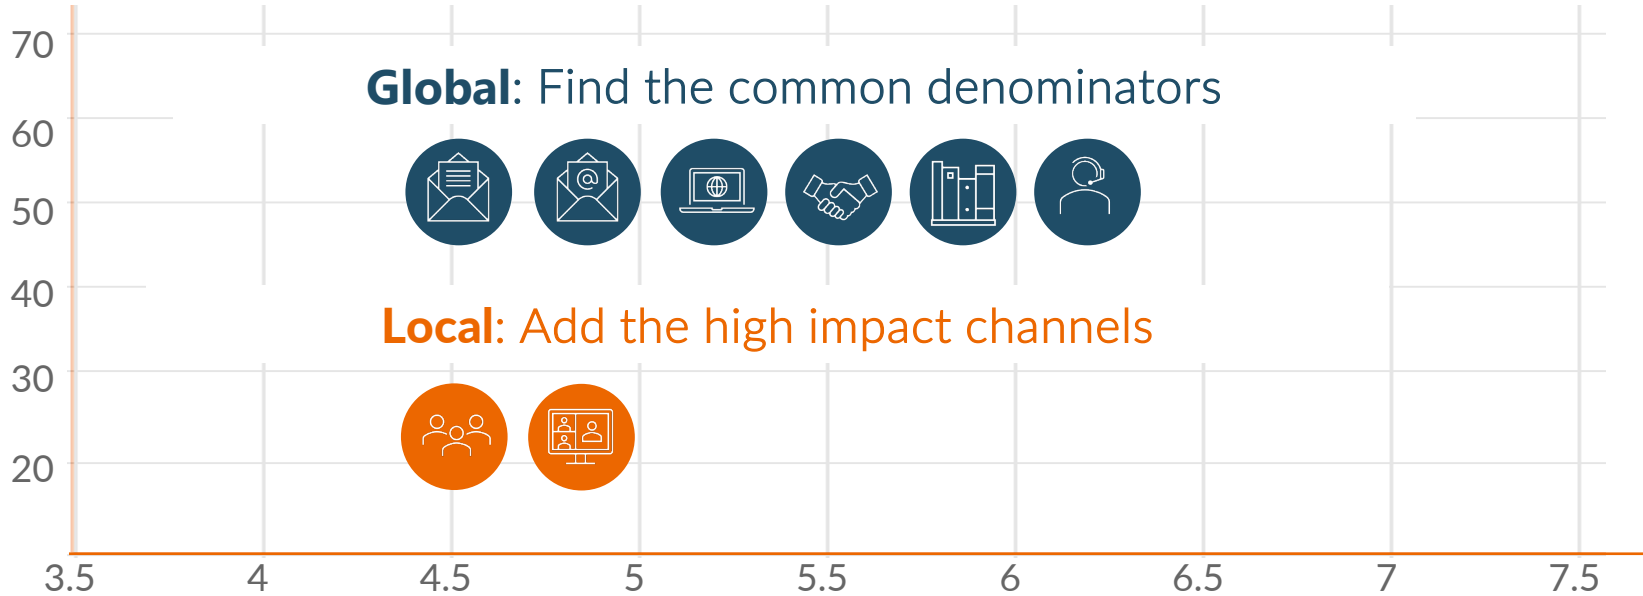 70
Global: Find the common denominators
60
@
50
40
Local: Add the high impact channels
30
20
3.5 4 4.5 5 5.5 6 6.5 7 7.5